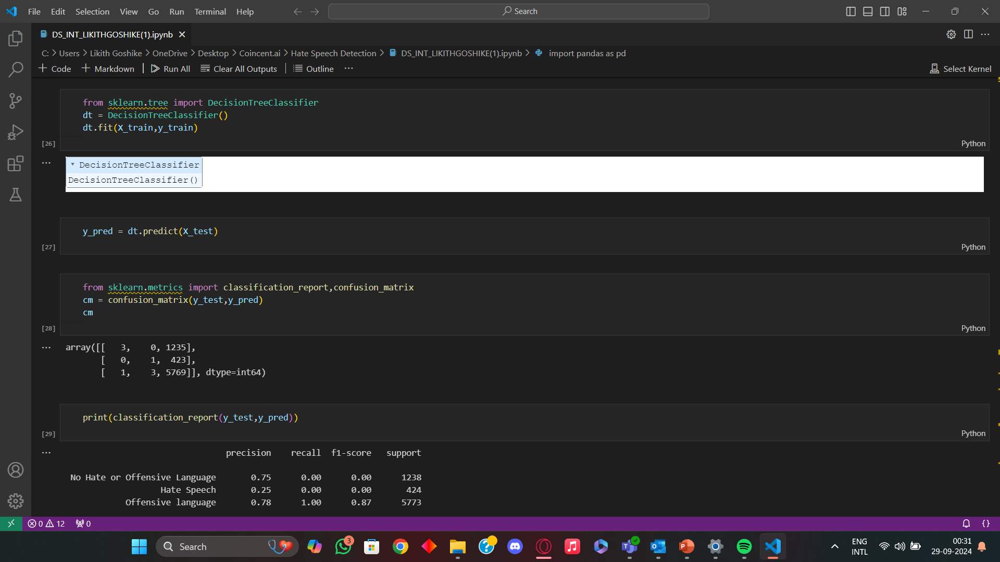 File Edit Selection View Go Run Terminal Help
Search
DS_INT_LIKITHGOSHIKE(1).ipynb
C: > Users > Likith Goshike > OneDrive > Desktop > Coincent.ai > Hate Speech Detection > DS_INT_LIKITHGOSHIKE(1).ipynb > import pandas as pd
+ Code + Markdown | Run All Clear All Outputs | Outline ...
Select Kernel
from sklearn.tree import DecisionTreeClassifier
dt = DecisionTreeClassifier()
dt.fit(X_train,y_train)
[26] Python
... DecisionTreeClassifier
DecisionTreeClassifier()
y_pred = dt.predict(X_test)
[27] Python
from sklearn.metrics import classification_report,confusion_matrix
cm = confusion_matrix(y_test,y_pred)
cm
[28] Python
... array([[   3,    0, 1235],
[   0,    1,  423],
[   1,    3, 5769]], dtype=int64)
print(classification_report(y_test,y_pred))
[29] Python
... precision recall f1-score support
No Hate or Offensive Language 0.75 0.00 0.00 1238
Hate Speech 0.25 0.00 0.00 424
Offensive language 0.78 1.00 0.87 5773
0 12 0 {}
Search
3
ENG
INTL
00:31
29-09-2024